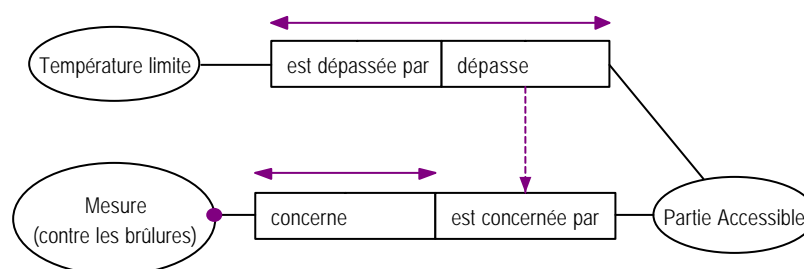 Température limite
est dépassée par
dépasse
Mesure
(contre les brûlures)
concerne
est concernée par
Partie Accessible